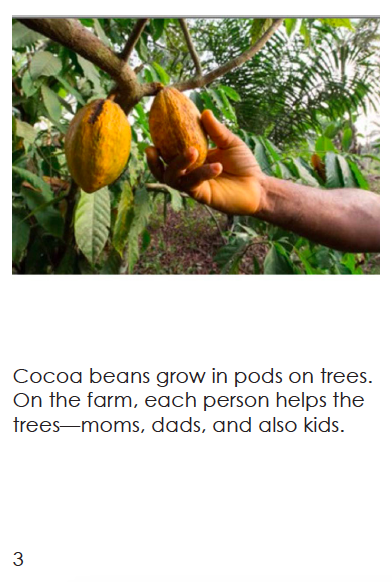 Cocoa beans grow in pods on trees.
On the farm, each person helps the
trees—moms, dads, and also kids.
3